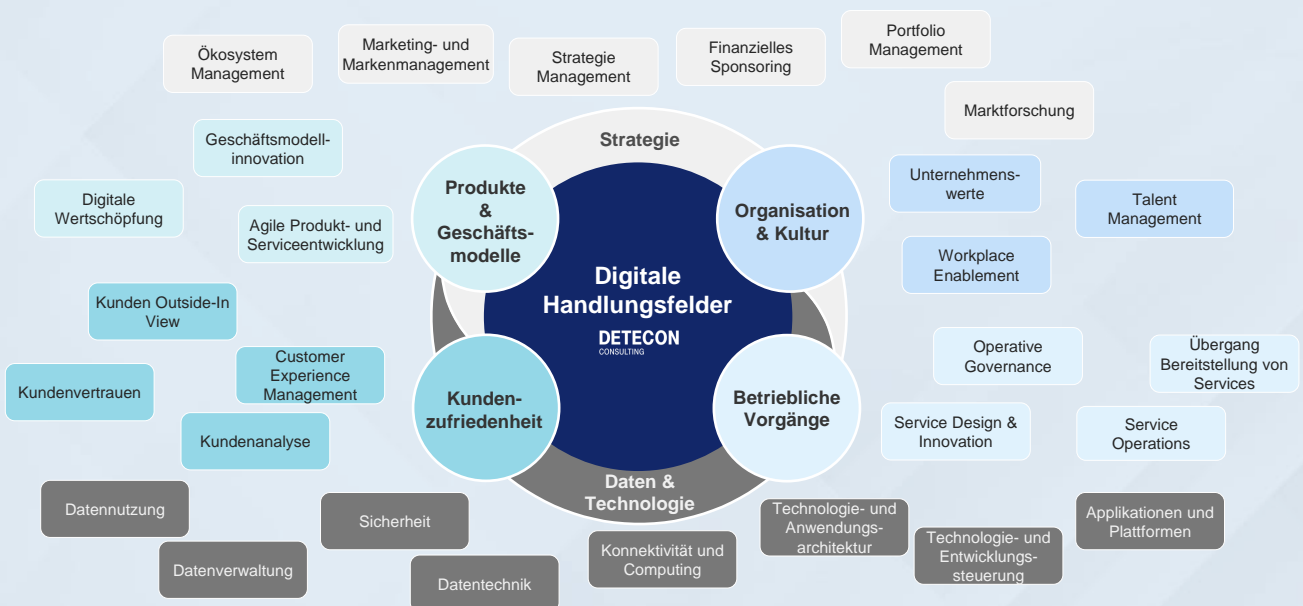 Ökosystem
Management
Marketing- und
Markenmanagement
Strategie
Management
Finanzielles
Sponsoring
Portfolio
Management
Marktforschung
Strategie
Geschäftsmodell-
innovation
Digitale
Wertschöpfung
Agile Produkt- und
Serviceentwicklung
Produkte
&
Geschäfts-
modelle
Organisation
& Kultur
Unternehmens-
werte
Talent
Management
Workplace
Enablement
Digitale
Handlungsfelder
DETECON
CONSULTING
Kunden Outside-In
View
Customer
Experience
Management
Kundenvertrauen
Kundenanalyse
Kunden-
zufriedenheit
Betriebliche
Vorgänge
Operative
Governance
Übergang
Bereitstellung von
Services
Service Design &
Innovation
Service
Operations
Daten &
Technologie
Datennutzung
Sicherheit
Datenverwaltung
Datentechnik
Konnektivität und
Computing
Technologie- und
Anwendungs-
architektur
Technologie- und
Entwicklungs-
steuerung
Applikationen und
Plattformen